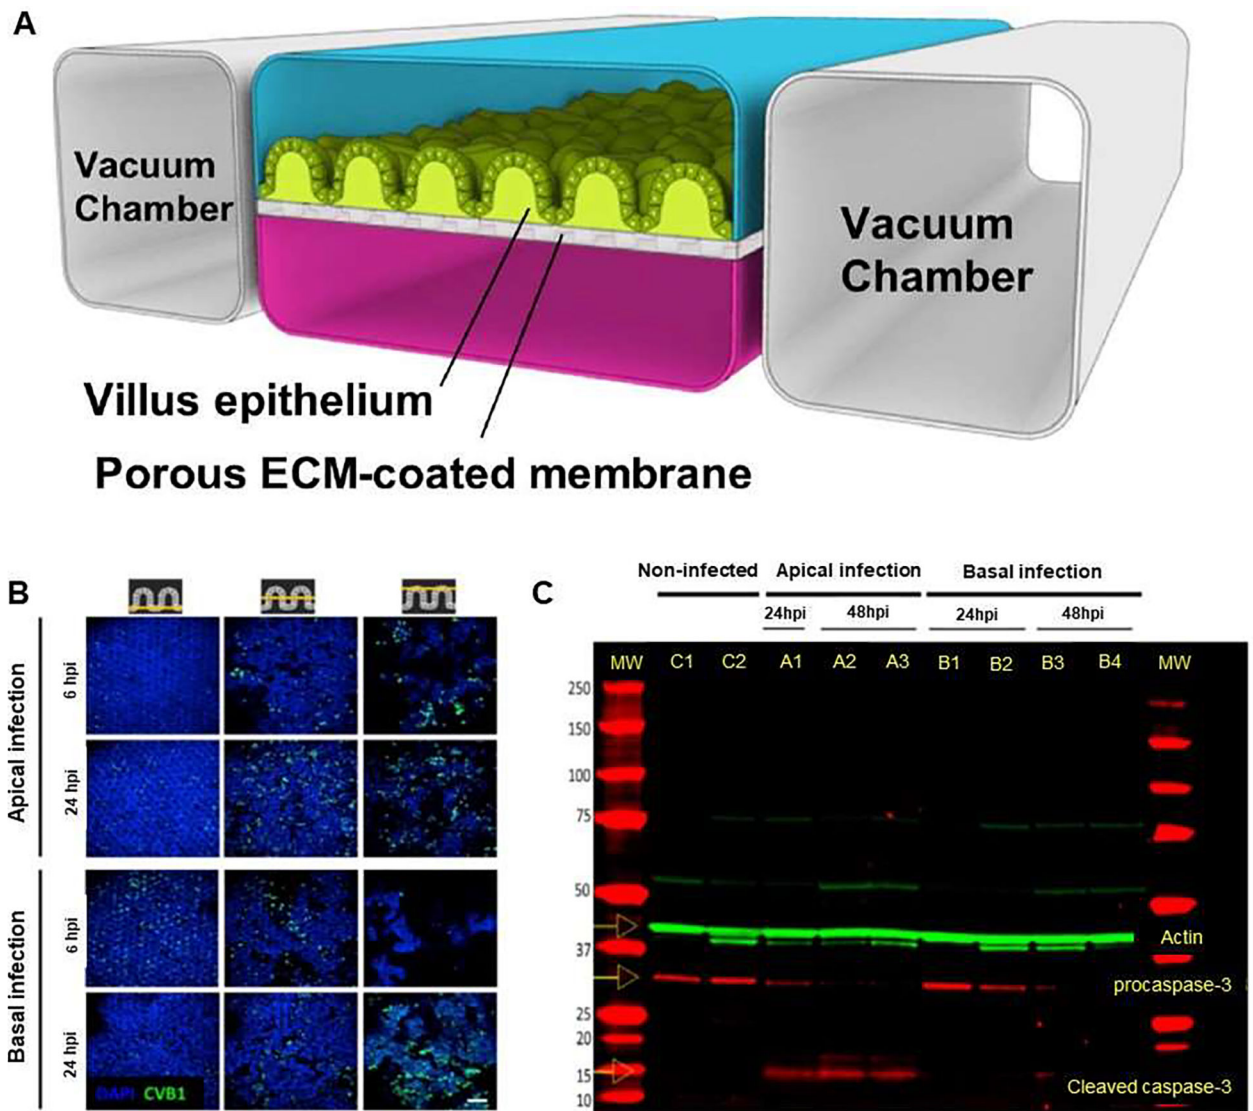 A
Vacuum
Chamber
Vacuum
Chamber
Villus epithelium
Porous ECM-coated membrane
B
Apical infection
6 hpi
24 hpi
Basal infection
6 hpi
24 hpi
DAPI CVB1
C
Non-infected Apical infection Basal infection
24hpi 48hpi 24hpi 48hpi
MW C1 C2 A1 A2 A3 B1 B2 B3 B4 MW
250
150
100
75
50
37
25
20
15
10
Actin
procaspase-3
Cleaved caspase-3